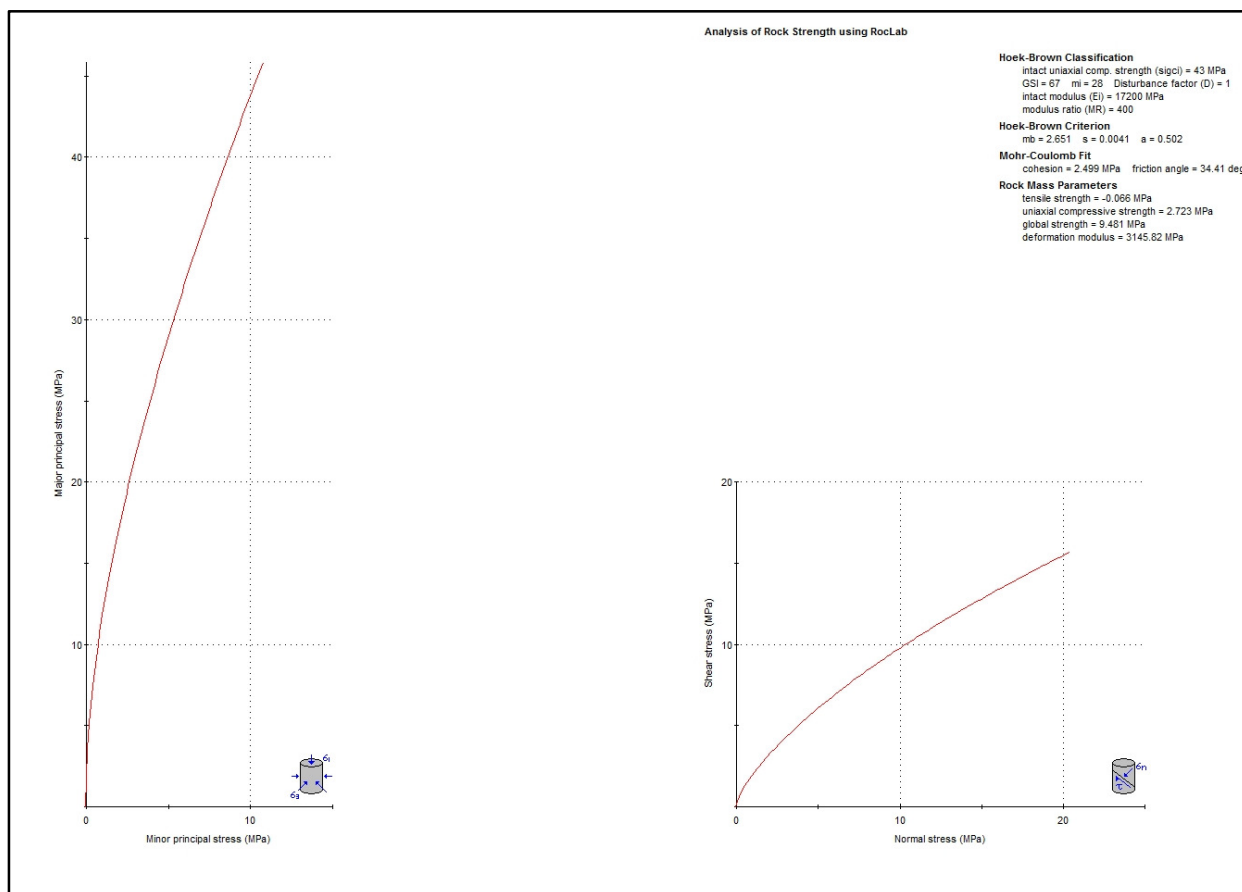 Analysis of Rock Strength using RocLab
Hoek-Brown Classification
intact uniaxial comp. strength (sigci) = 43 MPa
GSI = 67 mi = 28 Disturbance factor (D) = 1
intact modulus (Ei) = 17200 MPa
modulus ratio (MR) = 400
Hoek-Brown Criterion
mb = 2.651 s = 0.0041 a = 0.502
Mohr-Coulomb Fit
cohesion = 2.499 MPa friction angle = 34.41 deg
Rock Mass Parameters
tensile strength = -0.066 MPa
uniaxial compressive strength = 2.723 MPa
global strength = 9.481 MPa
deformation modulus = 3145.82 MPa
Major principal stress (MPa)
40
30
20
10
0
0
10
Minor principal stress (MPa)
σ1
σ3
Shear stress (MPa)
20
10
0
0
10
20
Normal stress (MPa)
σn
τ